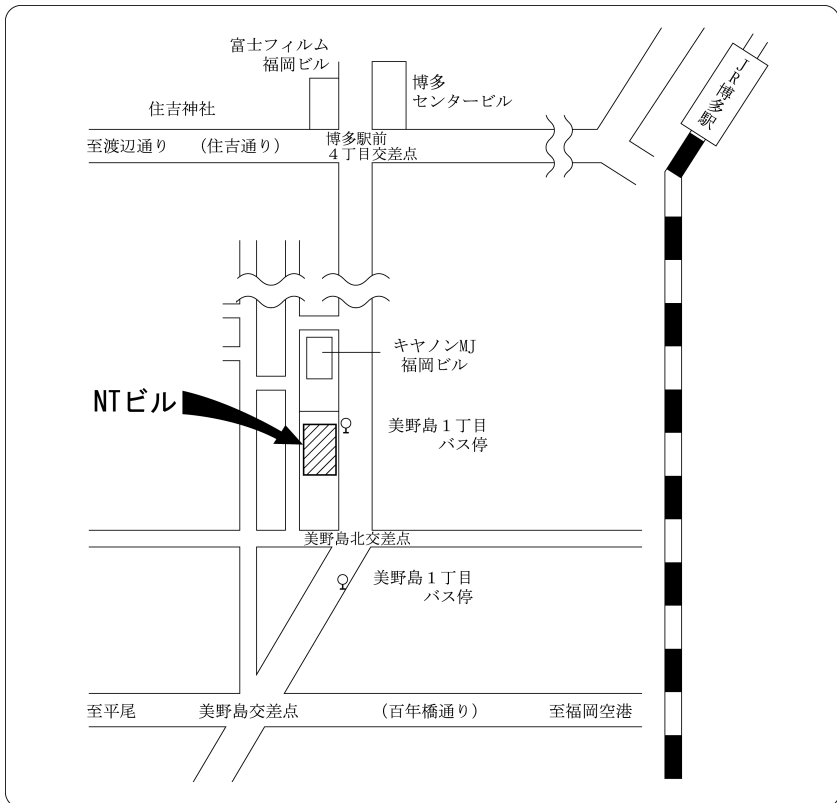 富士フィルム
福岡ビル
博多
センタービル
JR博多駅
住吉神社
至渡辺通り
(住吉通り)
博多駅前
4丁目交差点
キヤノンMJ
福岡ビル
NTビル
美野島1丁目
バス停
美野島北交差点
美野島1丁目
バス停
至平尾
美野島交差点
(百年橋通り)
至福岡空港